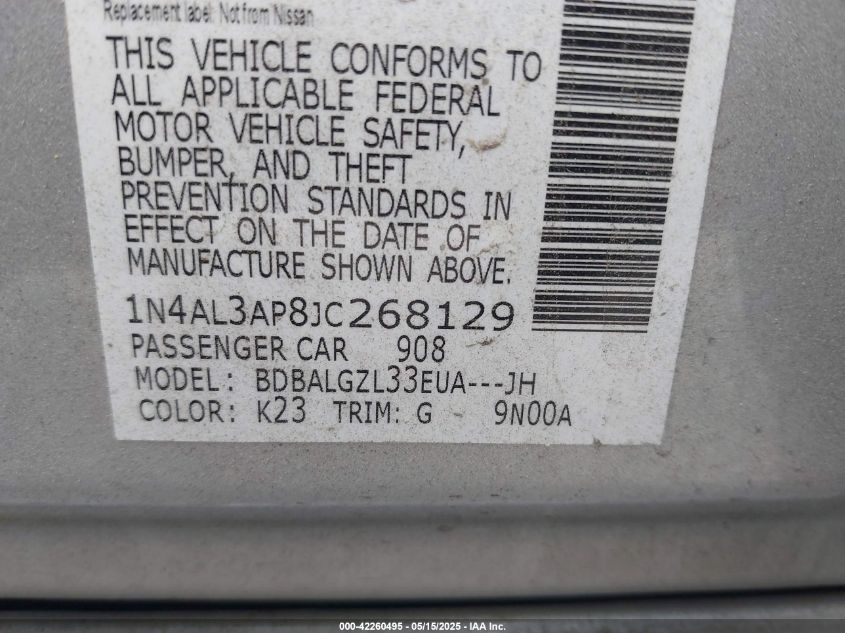 Replacement label: Not from Nissan
THIS VEHICLE CONFORMS TO
ALL APPLICABLE FEDERAL
MOTOR VEHICLE SAFETY,
BUMPER, AND THEFT
PREVENTION STANDARDS IN
EFFECT ON THE DATE OF
MANUFACTURE SHOWN ABOVE.
1N4AL3AP8JC268129
PASSENGER CAR 908
MODEL: BDBALGZL33EUA---JH
COLOR: K23 TRIM: G 9N00A
000-42260495 - 05/15/2025 - IAA Inc.